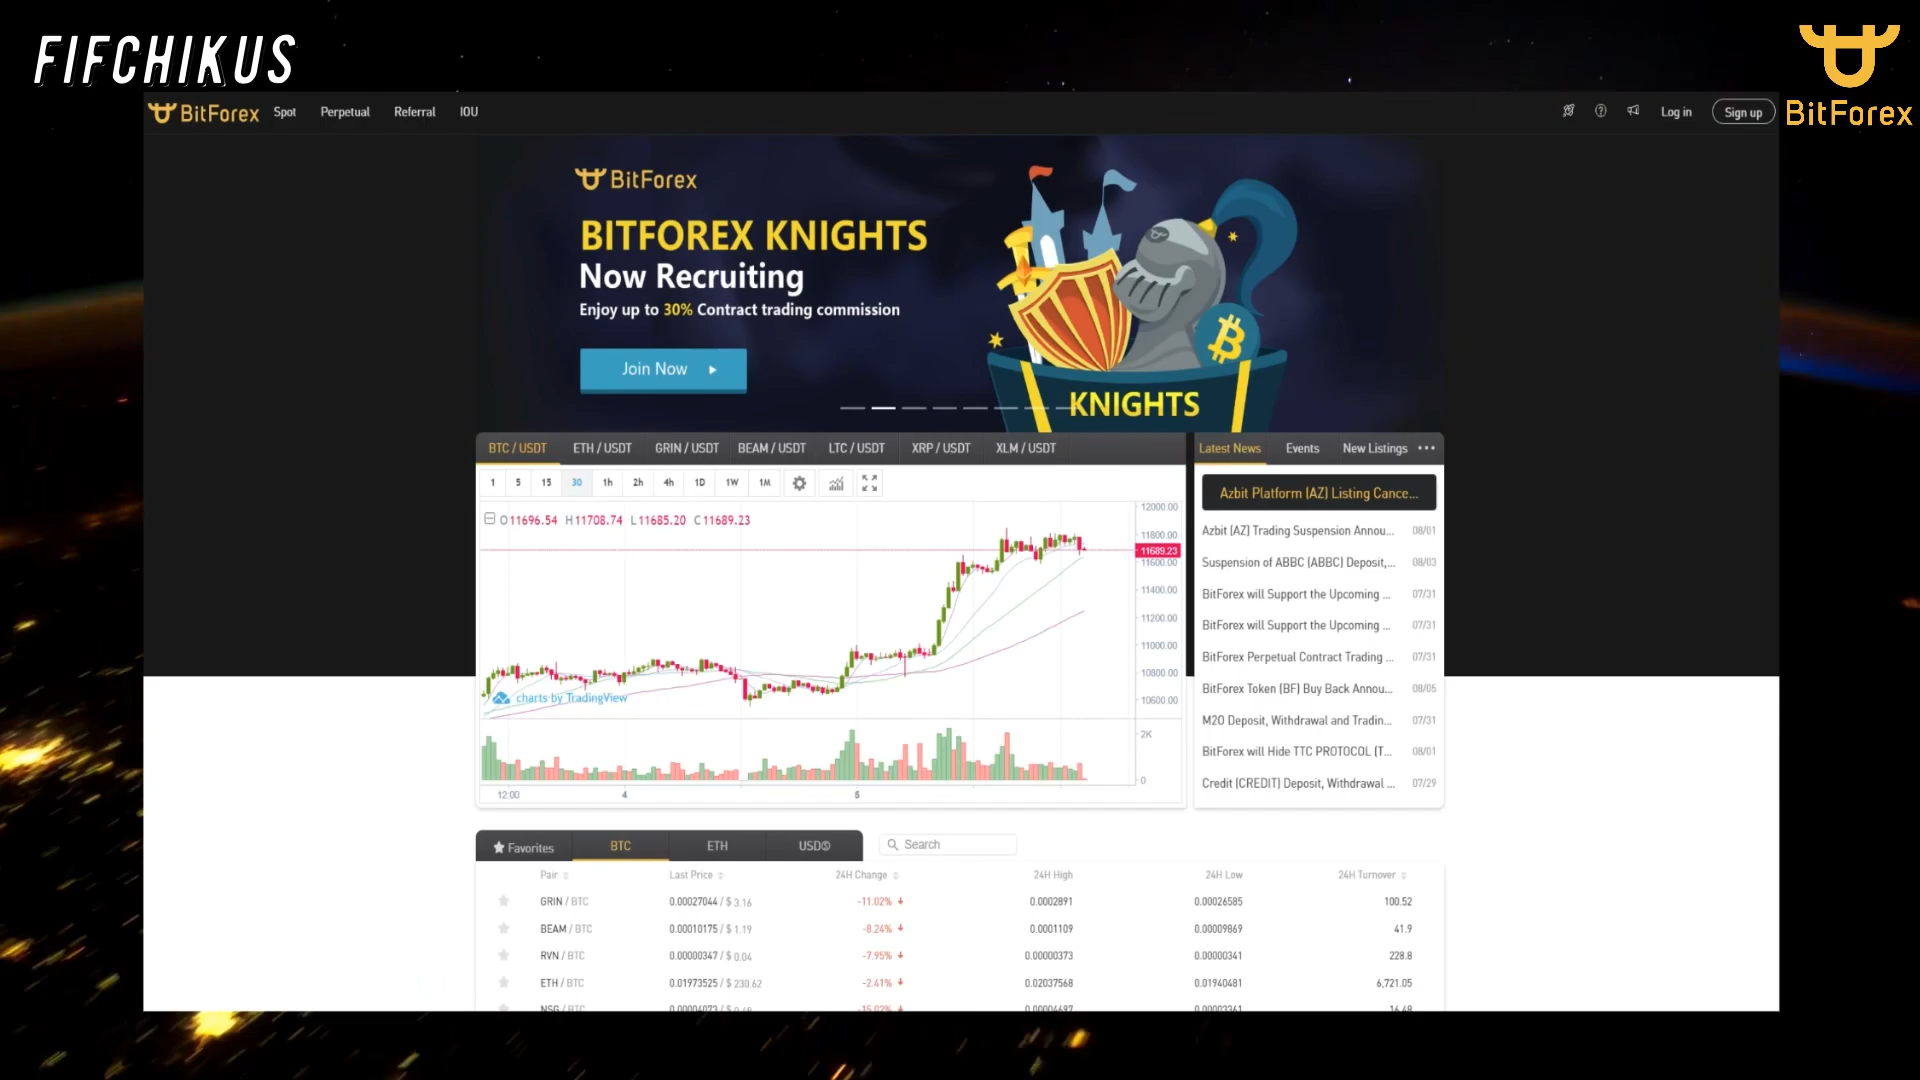 FIFCHIKUS
BitForex
BitForex Spot Perpetual Referral IOU Log in Sign up
BitForex
BITFOREX KNIGHTS
Now Recruiting
Enjoy up to 30% Contract trading commission
Join Now
KNIGHTS
BTC / USDT ETH / USDT GRIN / USDT BEAM / USDT LTC / USDT XRP / USDT XLM / USDT
1 5 15 30 1h 2h 4h 1D 1W 1M
O 11696.54 H 11708.74 L 11685.20 C 11689.23
12000.00
11800.00
11689.23
11600.00
11400.00
11200.00
11000.00
10800.00
10600.00
charts by TradingView
2K
0
12:00 4 5
Latest News Events New Listings •••
Azbit Platform (AZ) Listing Cance...
Azbit (AZ) Trading Suspension Annou... 08/01
Suspension of ABBC (ABBC) Deposit,... 08/03
BitForex will Support the Upcoming ... 07/31
BitForex will Support the Upcoming ... 07/31
BitForex Perpetual Contract Trading ... 07/31
BitForex Token (BF) Buy Back Annou... 08/05
M20 Deposit, Withdrawal and Tradin... 07/31
BitForex will Hide TTC PROTOCOL (T... 08/01
Credit (CREDIT) Deposit, Withdrawal ... 07/29
Favorites BTC ETH USDⓈ Search
Pair Last Price 24H Change 24H High 24H Low 24H Turnover
GRIN / BTC 0.00027044 / $ 3.16 -11.02% 0.0002891 0.00026585 100.52
BEAM / BTC 0.00010175 / $ 1.19 -8.24% 0.0001109 0.00009869 41.9
RVN / BTC 0.00000347 / $ 0.04 -7.95% 0.00000373 0.00000341 228.8
ETH / BTC 0.01973525 / $ 230.62 -2.41% 0.02037568 0.01940481 6,721.05
NSG / BTC